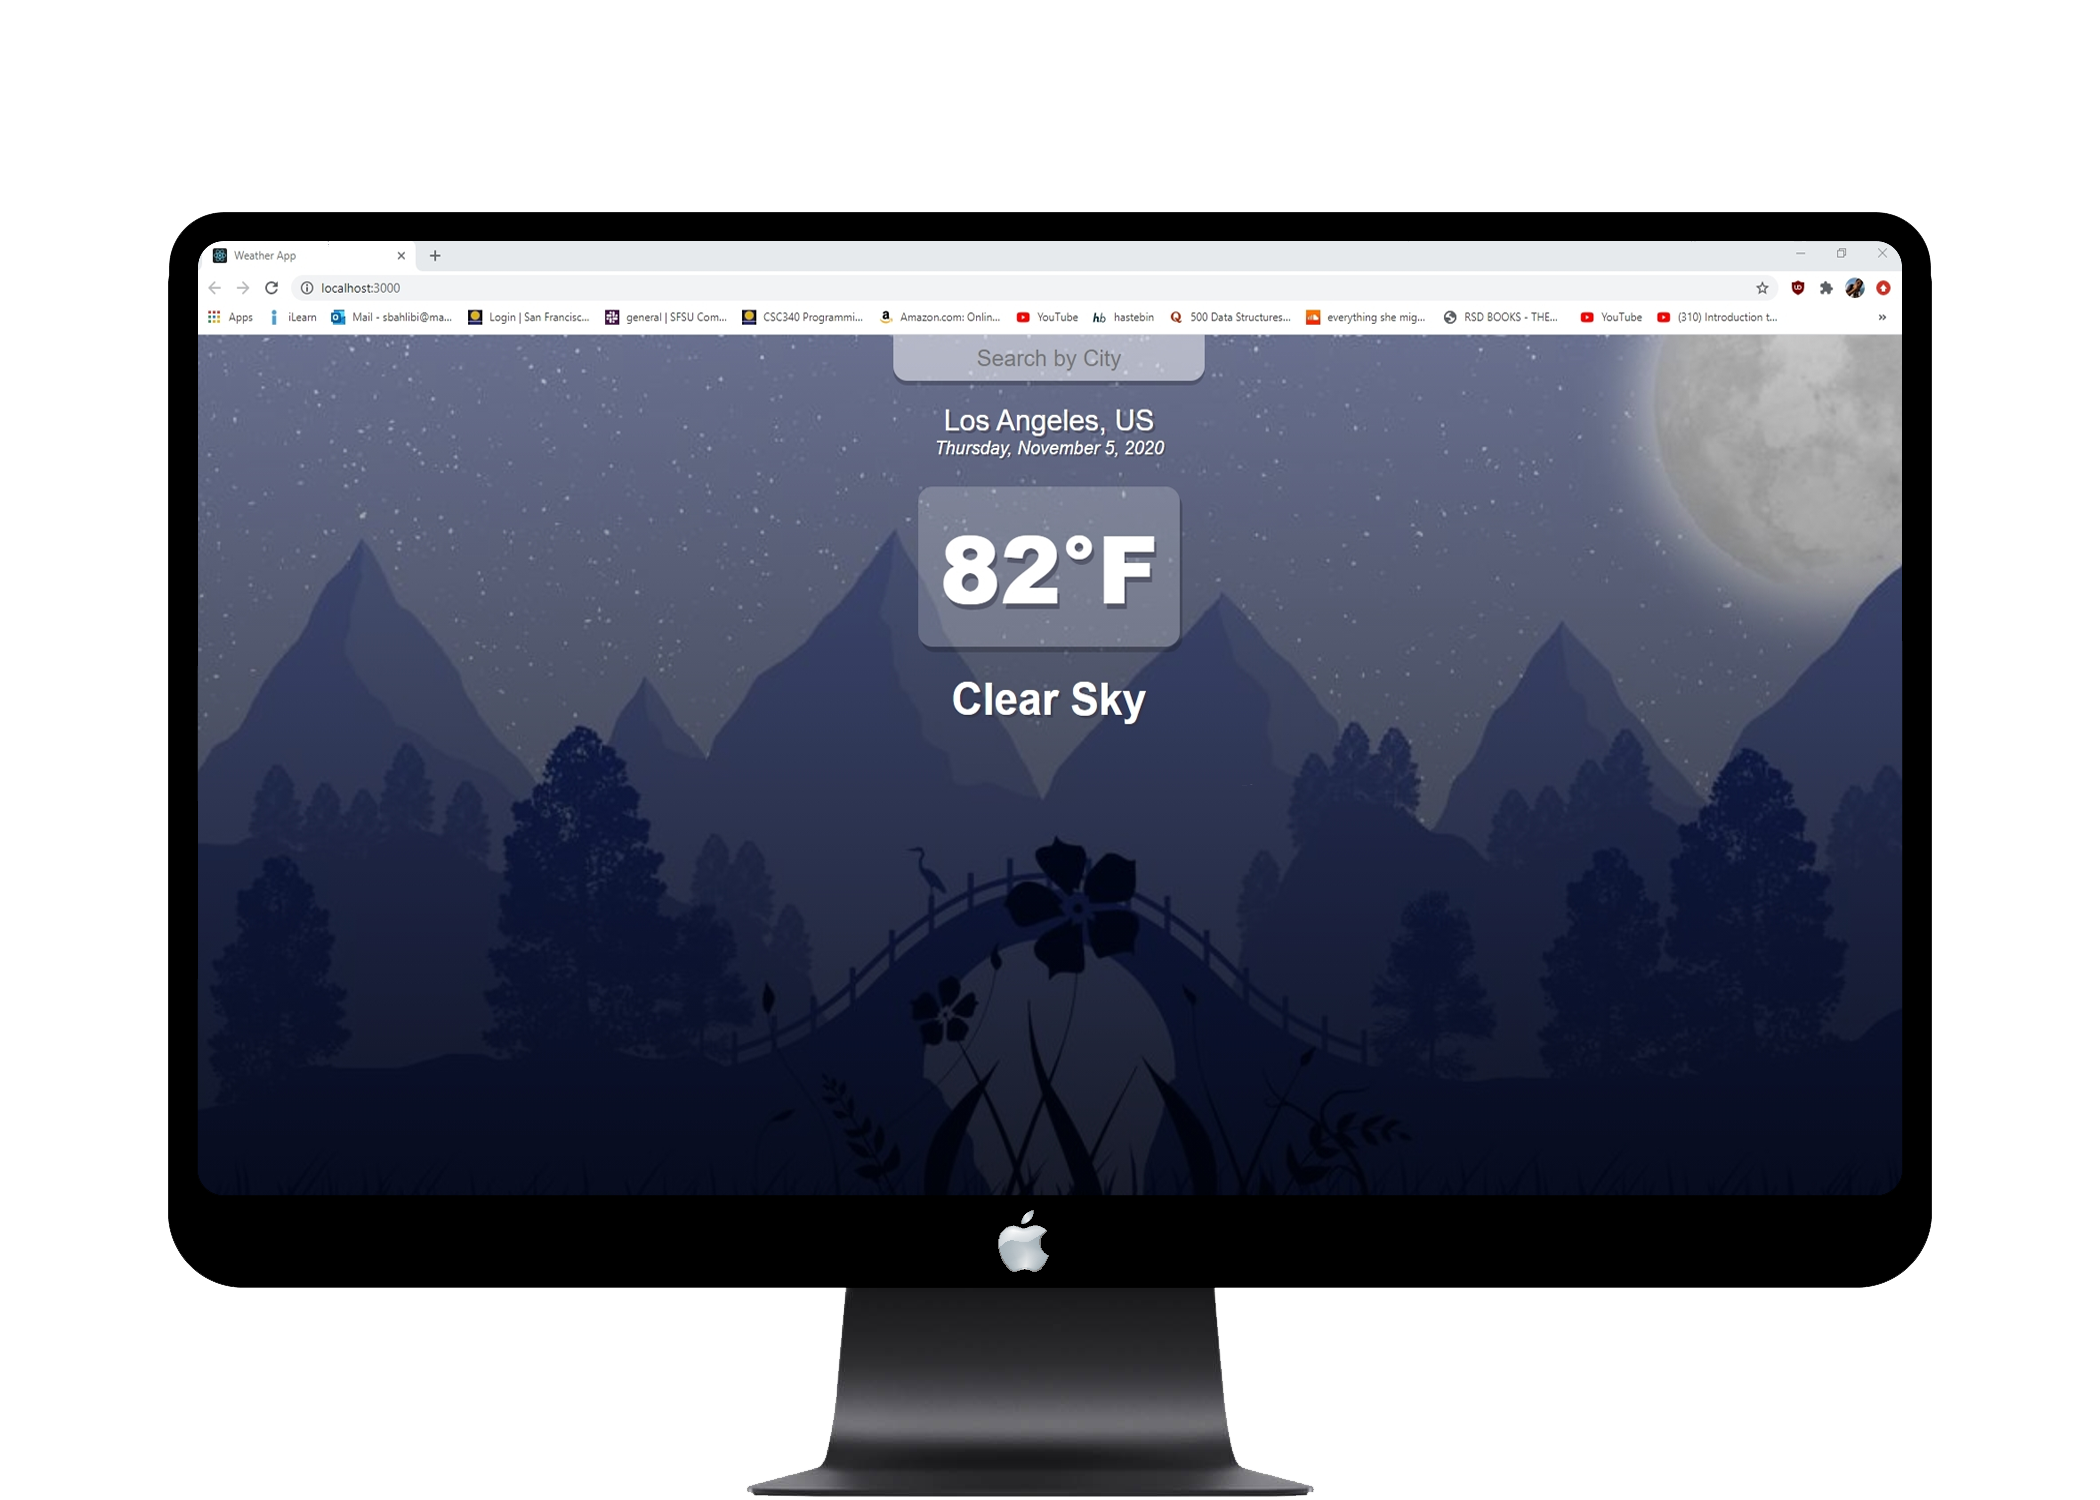 Weather App
localhost:3000
Apps iLearn Mail - sbahlibi@ma... Login | San Francisc... general | SFSU Com... CSC340 Programmi... Amazon.com: Onlin... YouTube hb hastebin 500 Data Structures... everything she mig... RSD BOOKS - THE... YouTube (310) Introduction t... »
Search by City
Los Angeles, US
Thursday, November 5, 2020
82°F
Clear Sky